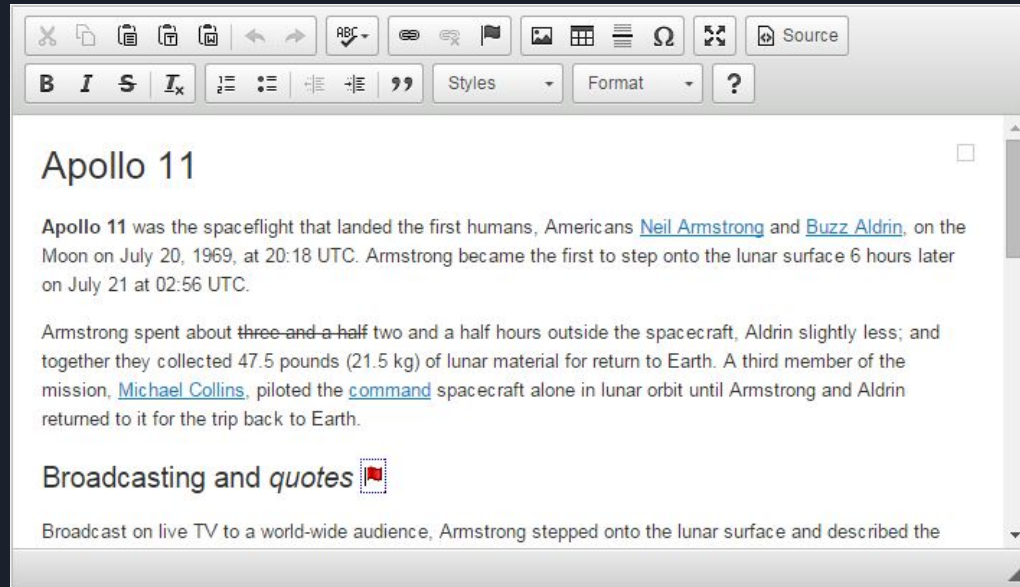 ABC
Ω
Source
B I S Tx
1 2
Styles
Format
?
Apollo 11
Apollo 11 was the spaceflight that landed the first humans, Americans Neil Armstrong and Buzz Aldrin, on the
Moon on July 20, 1969, at 20:18 UTC. Armstrong became the first to step onto the lunar surface 6 hours later
on July 21 at 02:56 UTC.
Armstrong spent about three and a half two and a half hours outside the spacecraft, Aldrin slightly less; and
together they collected 47.5 pounds (21.5 kg) of lunar material for return to Earth. A third member of the
mission, Michael Collins, piloted the command spacecraft alone in lunar orbit until Armstrong and Aldrin
returned to it for the trip back to Earth.
Broadcasting and quotes
Broadcast on live TV to a world-wide audience, Armstrong stepped onto the lunar surface and described the